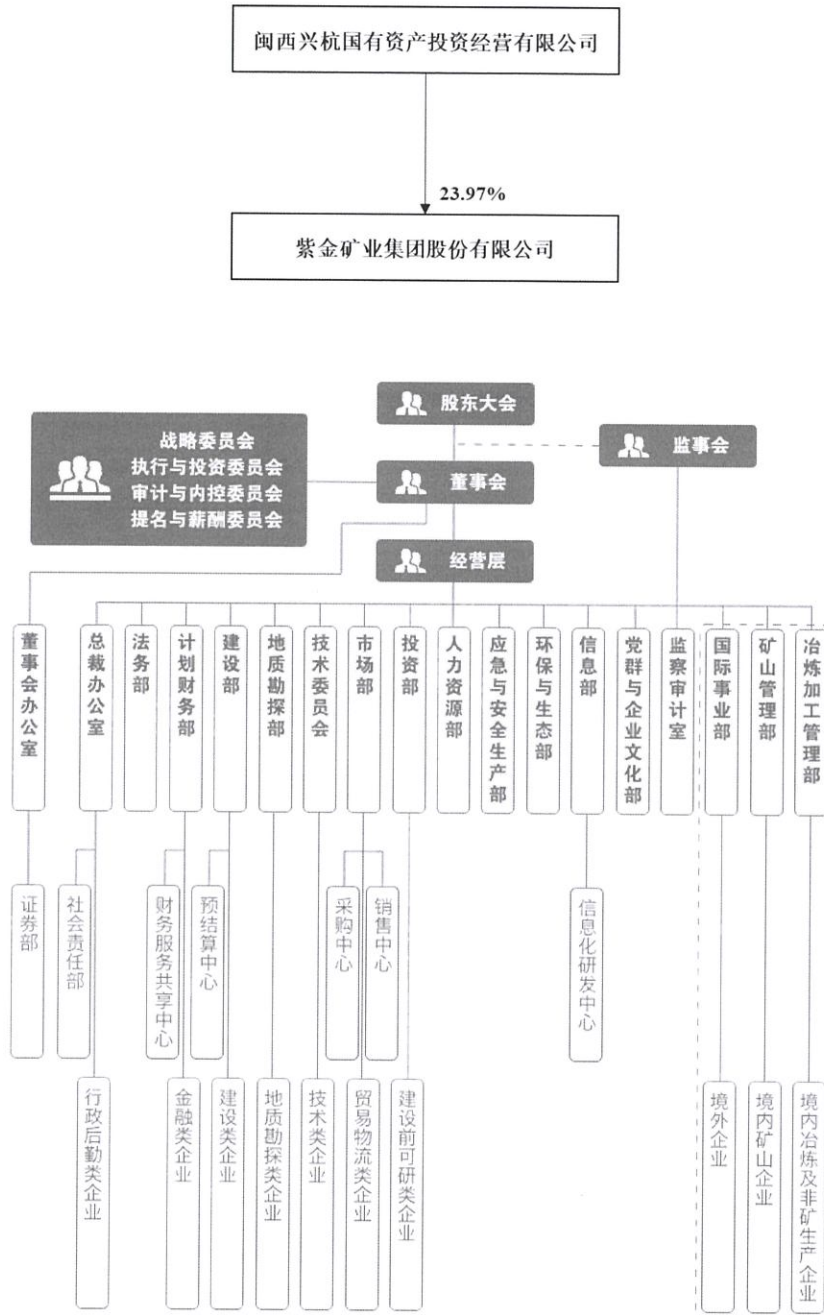 闽西兴杭国有资产投资经营有限公司
23.97%
紫金矿业集团股份有限公司
股东大会
战略委员会
执行与投资委员会
审计与内控委员会
提名与薪酬委员会
监事会
董事会
经营层
董事会办公室
总裁办公室
法务部
计划财务部
建设部
地质勘探部
技术委员会
市场部
投资部
人力资源部
应急与安全生产部
环保与生态部
信息部
党群与企业文化部
监察审计室
国际事业部
矿山管理部
冶炼加工管理部
证券部
社会责任部
财务服务共享中心
预结算中心
采购中心
销售中心
信息化研发中心
行政后勤类企业
金融类企业
建设类企业
地质勘探类企业
技术类企业
贸易物流类企业
建设前可研类企业
境外企业
境内矿山企业
境内冶炼及非矿生产企业